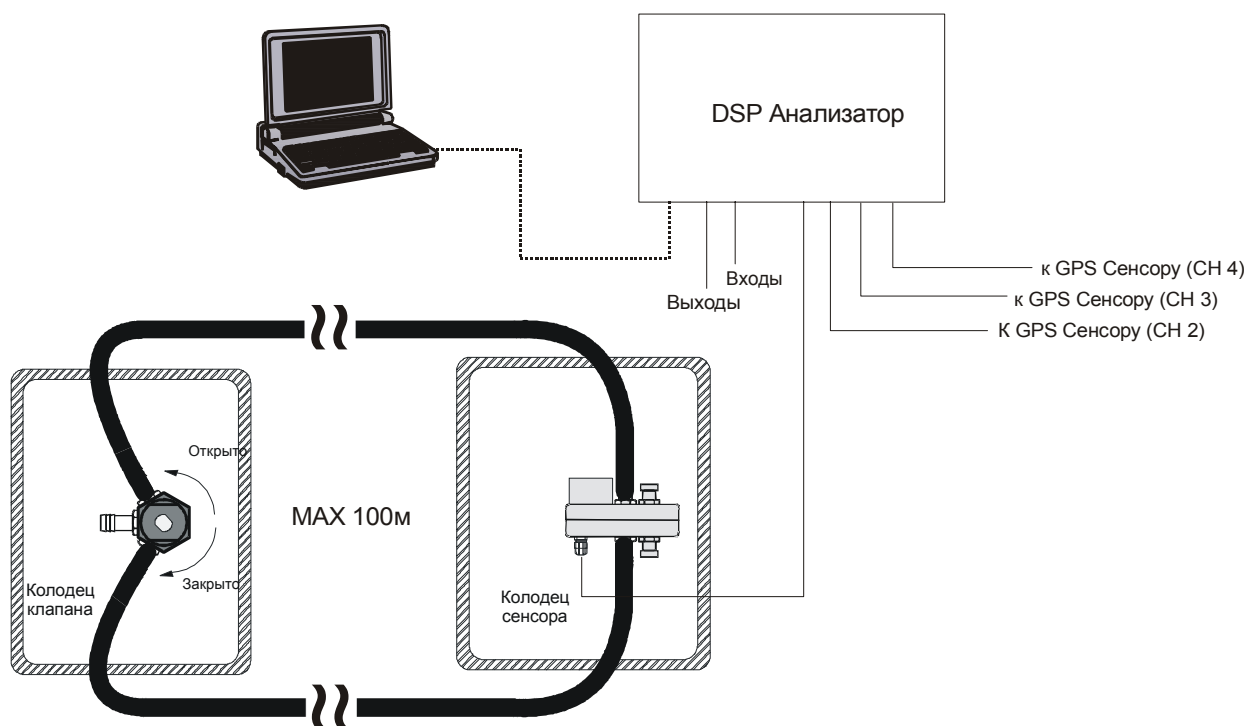 DSP Анализатор
Входы
Выходы
к GPS Сенсору (CH 4)
к GPS Сенсору (CH 3)
К GPS Сенсору (CH 2)
Открыто
MAX 100м
Закрыто
Колодец
клапана
Колодец
сенсора